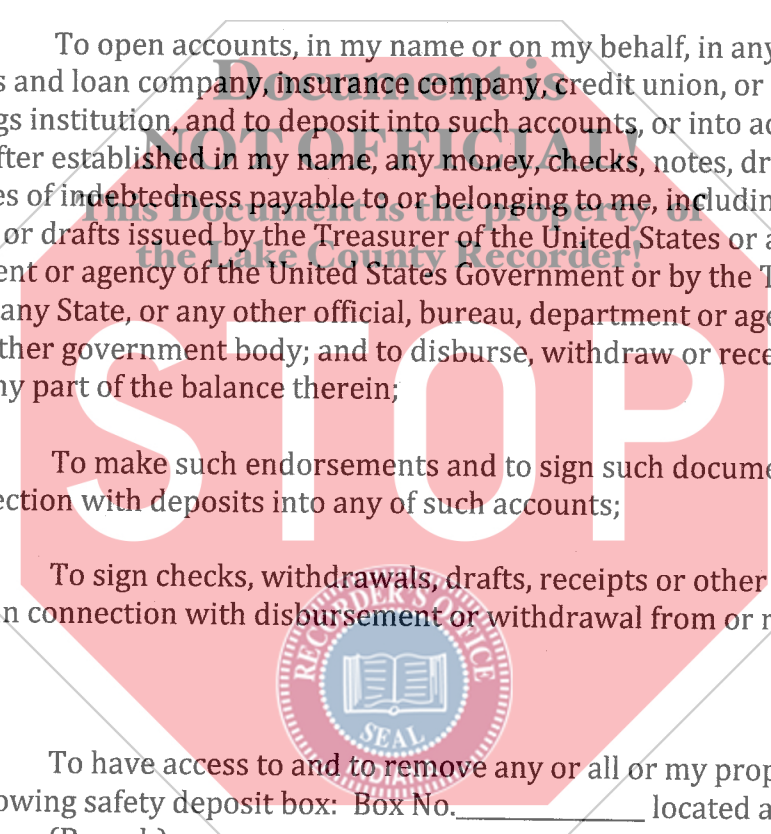 To open accounts, in my name or on my behalf, in any
s and loan company, insurance company, credit union, or
gs institution, and to deposit into such accounts, or into ac
fter established in my name, any money, checks, notes, dr
es of indebtedness payable to or belonging to me, includin
or drafts issued by the Treasurer of the United States or a
ent or agency of the United States Government or by the T
any State, or any other official, bureau, department or age
ther government body; and to disburse, withdraw or rece
ny part of the balance therein;
To make such endorsements and to sign such docume
ection with deposits into any of such accounts;
To sign checks, withdrawals, drafts, receipts or other
n connection with disbursement or withdrawal from or r
To have access to and to remove any or all or my prop
owing safety deposit box: Box No.____________ located a
Document is
NOT OFFICIAL!
This Document is the property of
the Lake County Recorder!
STOP
RECORDER'S OFFICE
SEAL